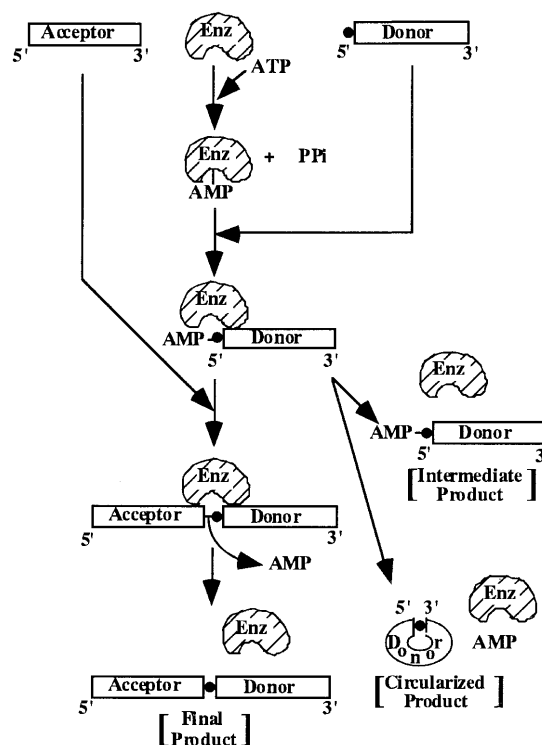 Acceptor
5' 3'
Enz
ATP
Donor
5' 3'
Enz + PPi
AMP
Enz
AMP Donor
5' 3'
Enz
AMP Donor
5' 3'
[Intermediate
Product]
Enz
Acceptor Donor
5' 3'
AMP
Enz
5' 3'
Donor
Enz
AMP
[Circularized
Product]
Acceptor Donor
5' 3'
[Final
Product]